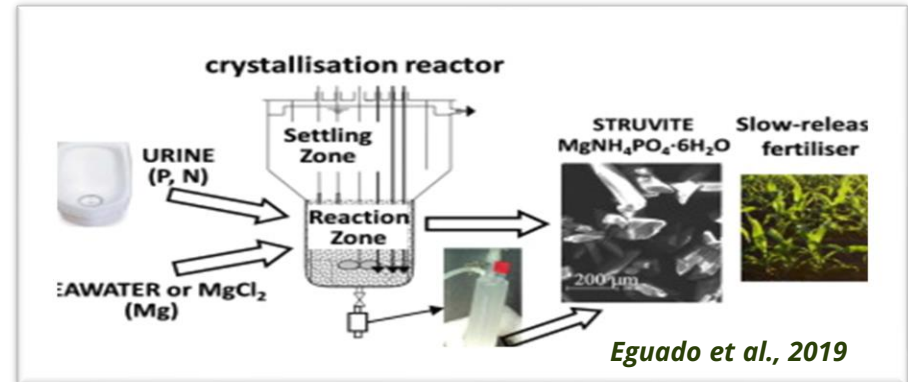 crystallisation reactor
Settling
Zone
STRUVITE
MgNH₄PO₄·6H₂O
Slow-releas
fertiliser
URINE
(P, N)
Reaction
Zone
EAWATER or MgCl₂
(Mg)
200 µm
Eguado et al., 2019